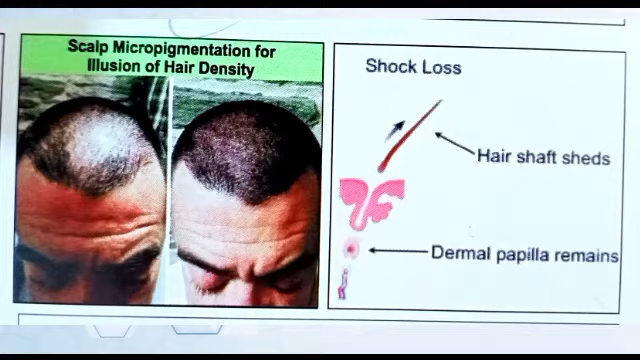 Scalp Micropigmentation for
Illusion of Hair Density
Shock Loss
Hair shaft sheds
Dermal papilla remains